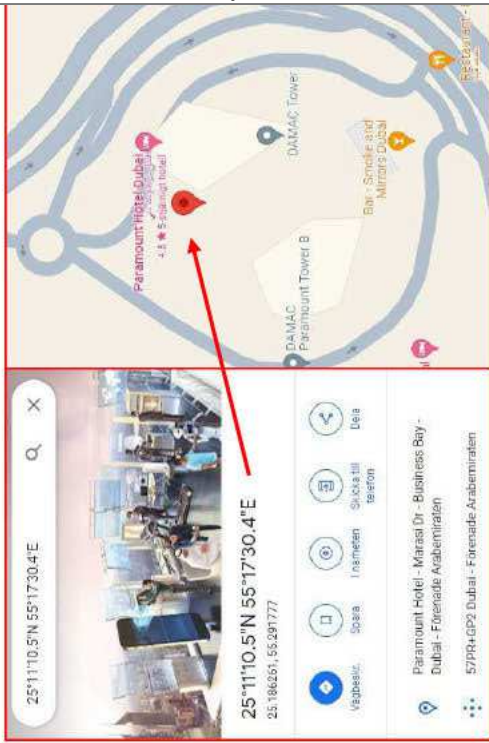 25°11'10.5"N 55°17'30.4"E
25°11'10.5"N 55°17'30.4"E
25.186251, 55.291777
Vägbeskr.
Spara
I närheten
Skicka till
telefon
Dela
Paramount Hotel - Marasi Dr - Business Bay -
Dubai - Förenade Arabemiraten
57PR+GP2 Dubai - Förenade Arabemiraten
Paramount Hotel Dubai
4.8 ★ 5-stjärnigt hotell
DAMAC Tower
DAMAC
Paramount Tower B
Bar - Smoke and
Mirrors Dubai
Restaurant -